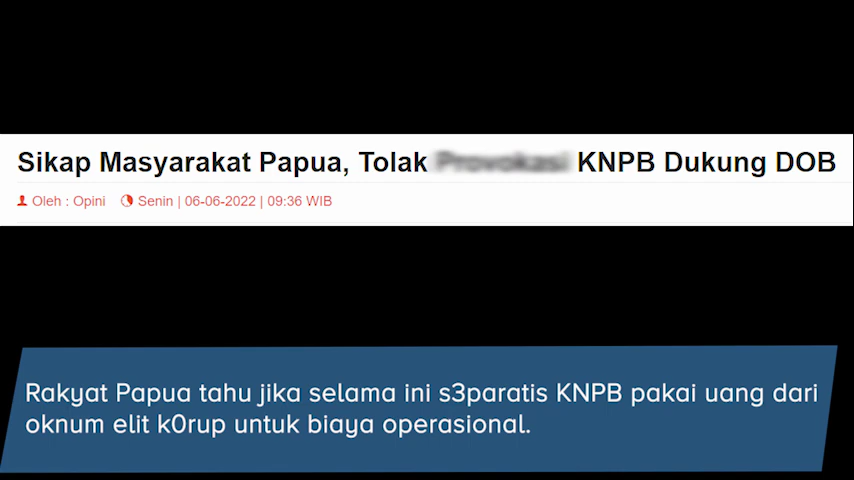 Sikap Masyarakat Papua, Tolak KNPB Dukung DOB
Oleh : Opini Senin | 06-06-2022 | 09:36 WIB
Rakyat Papua tahu jika selama ini s3paratis KNPB pakai uang dari
oknum elit k0rup untuk biaya operasional.